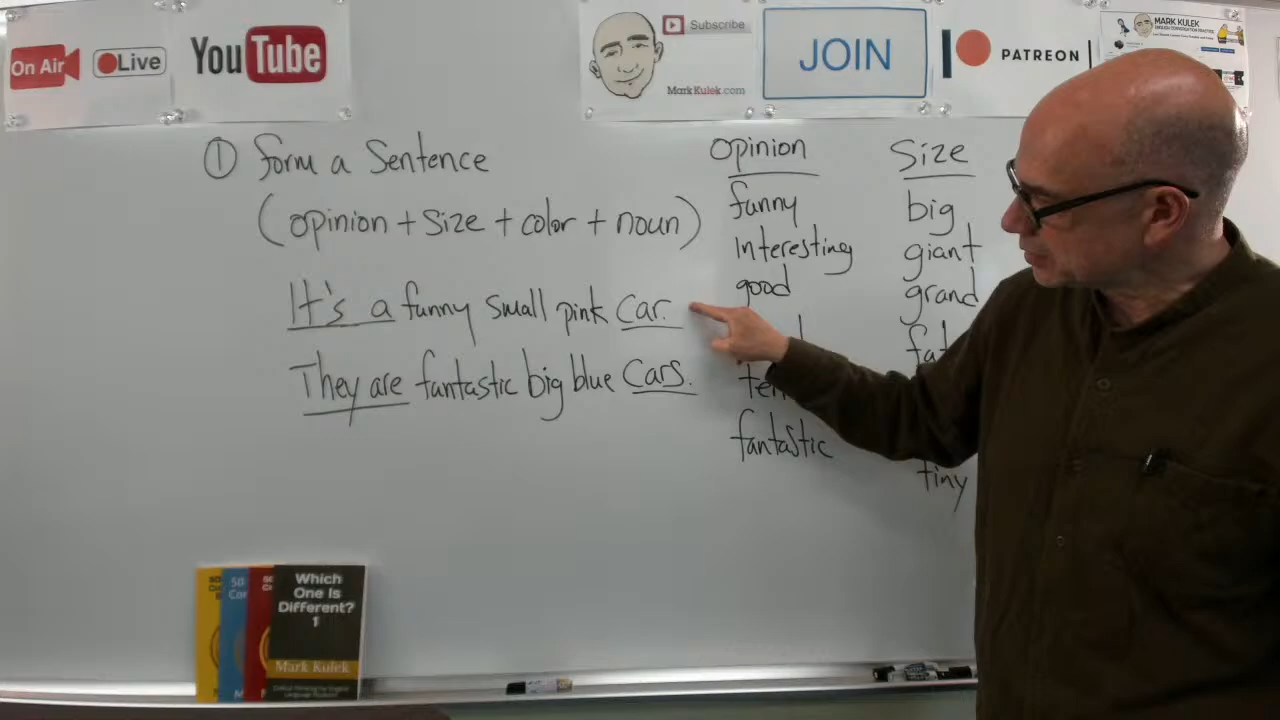 On Air
Live
YouTube
Subscribe
MarkKulek.com
JOIN
PATREON
MARK KULEK
① Form a Sentence
(opinion + size + color + noun)
It's a funny small pink car.
They are fantastic big blue cars.
Opinion
funny
Interesting
good
fantastic
Size
big
giant
grand
tiny
Which
One Is
Different?
1
Mark Kulek